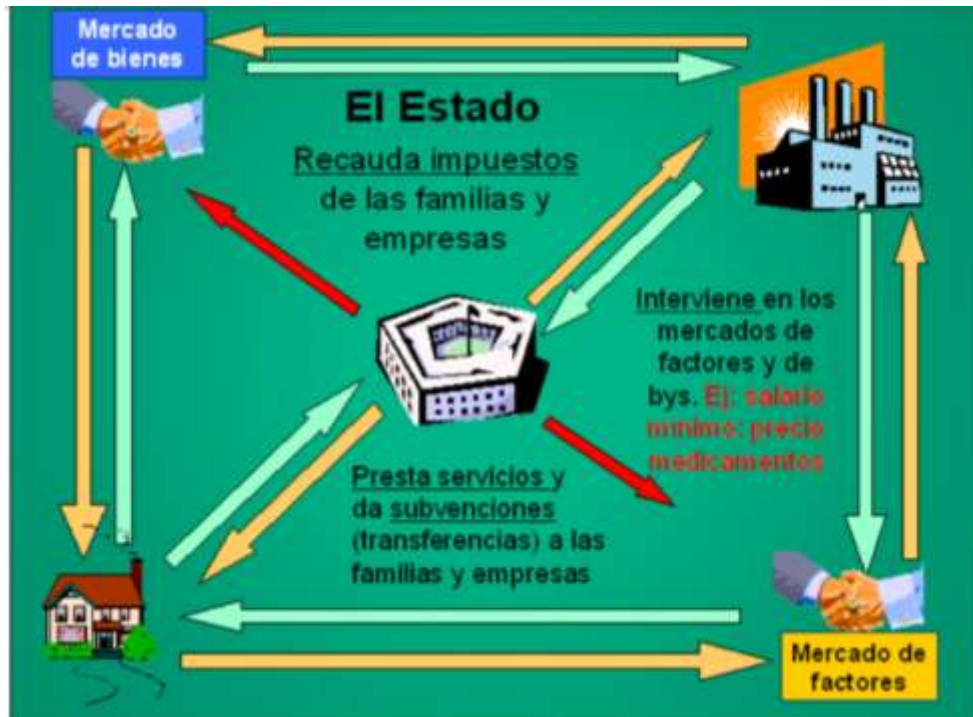 Mercado
de bienes
El Estado
Recauda impuestos
de las familias y
empresas
Interviene en los
mercados de
factores y de
bys. Ej: salario
mínimo: precio
medicamentos
Presta servicios y
da subvenciones
(transferencias) a las
familias y empresas
Mercado de
factores